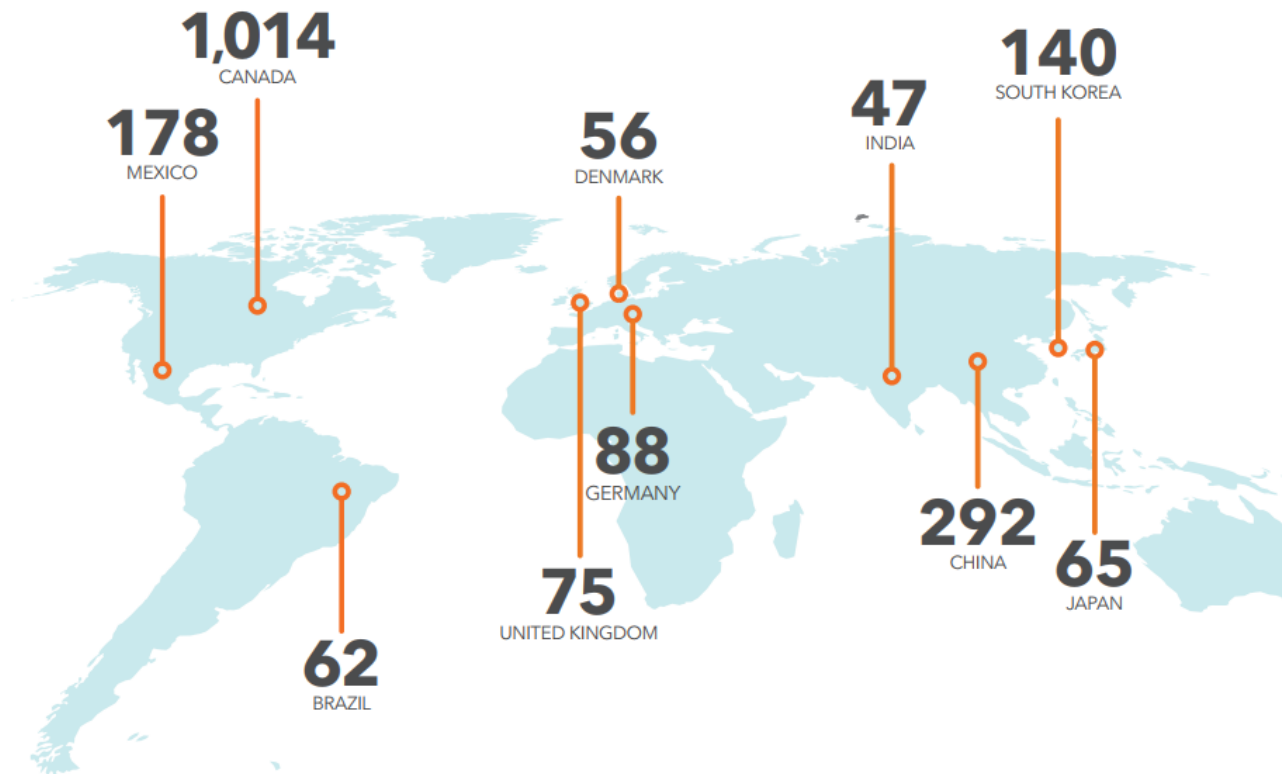 1,014
CANADA
178
MEXICO
56
DENMARK
47
INDIA
140
SOUTH KOREA
88
GERMANY
292
CHINA
75
UNITED KINGDOM
65
JAPAN
62
BRAZIL